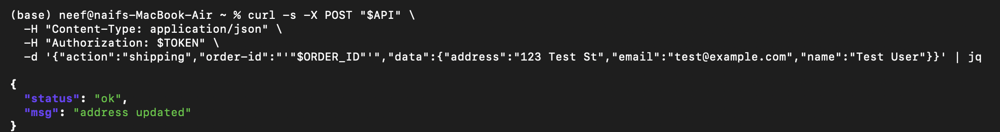 (base) neef@naifs-MacBook-Air ~ % curl -s -X POST "$API" \
  -H "Content-Type: application/json" \
  -H "Authorization: $TOKEN" \
  -d '{"action":"shipping","order-id":"'"$ORDER_ID"'","data":{"address":"123 Test St","email":"test@example.com","name":"Test User"}}' | jq
{
  "status": "ok",
  "msg": "address updated"
}